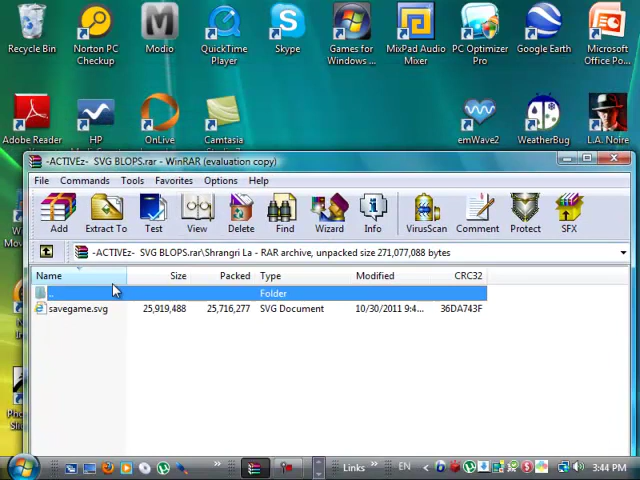 Recycle Bin
Norton PC Checkup
Modio
QuickTime Player
Skype
Games for Windows ...
MixPad Audio Mixer
PC Optimizer Pro
Google Earth
Microsoft Office Po...
Adobe Reader
HP
OnLive
Camtasia
emWave2
WeatherBug
L.A. Noire
-ACTIVEz- SVG BLOPS.rar - WinRAR (evaluation copy)
File Commands Tools Favorites Options Help
Add Extract To Test View Delete Find Wizard Info VirusScan Comment Protect SFX
-ACTIVEz- SVG BLOPS.rar\Shrangri La - RAR archive, unpacked size 271,077,088 bytes
Name Size Packed Type Modified CRC32
.. Folder
savegame.svg 25,919,488 25,716,277 SVG Document 10/30/2011 9:4... 36DA743F
Links » EN 3:44 PM